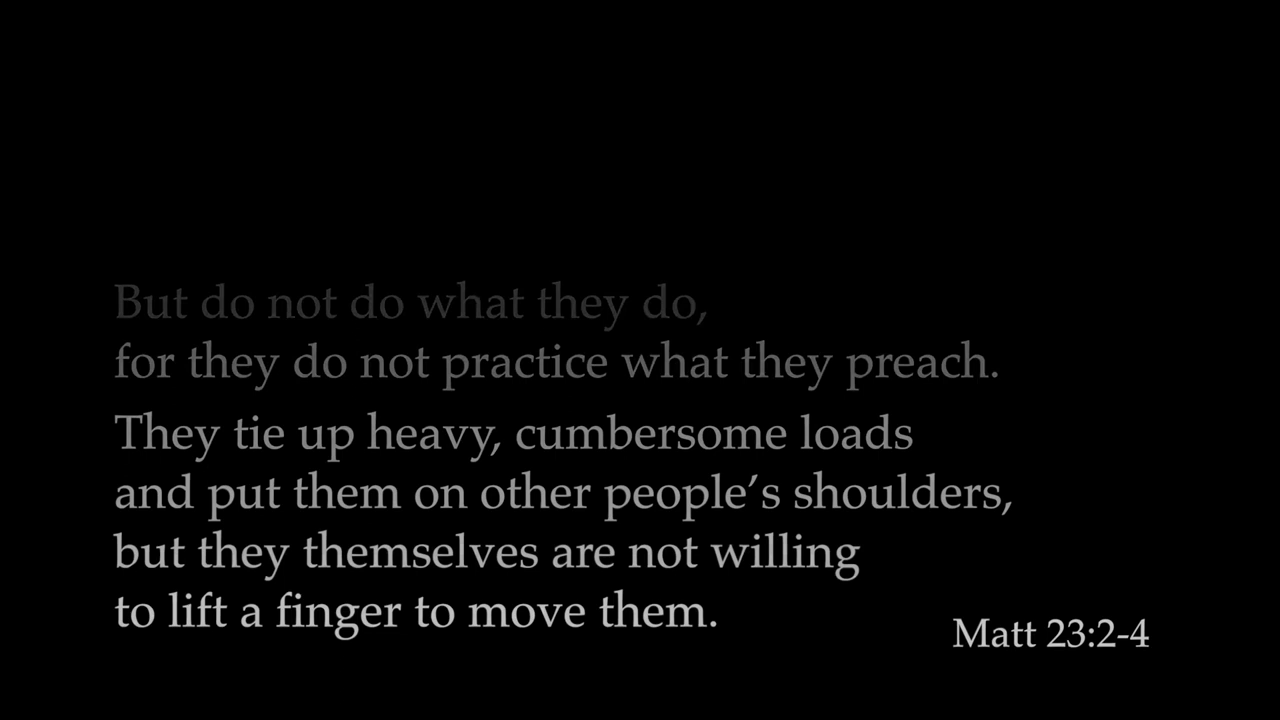 But do not do what they do,
for they do not practice what they preach.
They tie up heavy, cumbersome loads
and put them on other people’s shoulders,
but they themselves are not willing
to lift a finger to move them.
Matt 23:2-4